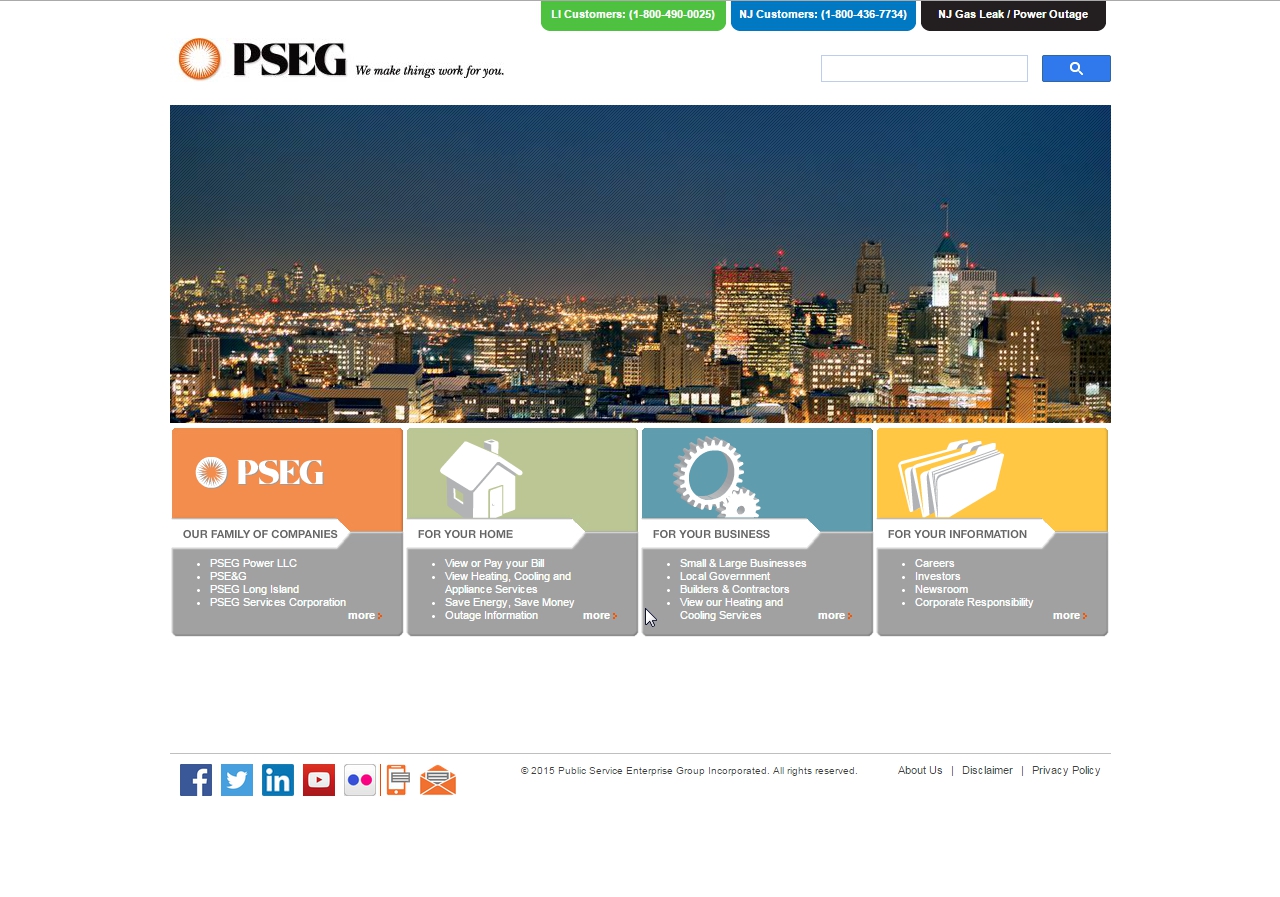 LI Customers: (1-800-490-0025)
NJ Customers: (1-800-436-7734)
NJ Gas Leak / Power Outage
PSEG We make things work for you.
PSEG
OUR FAMILY OF COMPANIES
PSEG Power LLC
PSE&G
PSEG Long Island
PSEG Services Corporation
more
FOR YOUR HOME
View or Pay your Bill
View Heating, Cooling and
Appliance Services
Save Energy, Save Money
Outage Information
more
FOR YOUR BUSINESS
Small & Large Businesses
Local Government
Builders & Contractors
View our Heating and
Cooling Services
more
FOR YOUR INFORMATION
Careers
Investors
Newsroom
Corporate Responsibility
more
© 2015 Public Service Enterprise Group Incorporated. All rights reserved.
About Us | Disclaimer | Privacy Policy